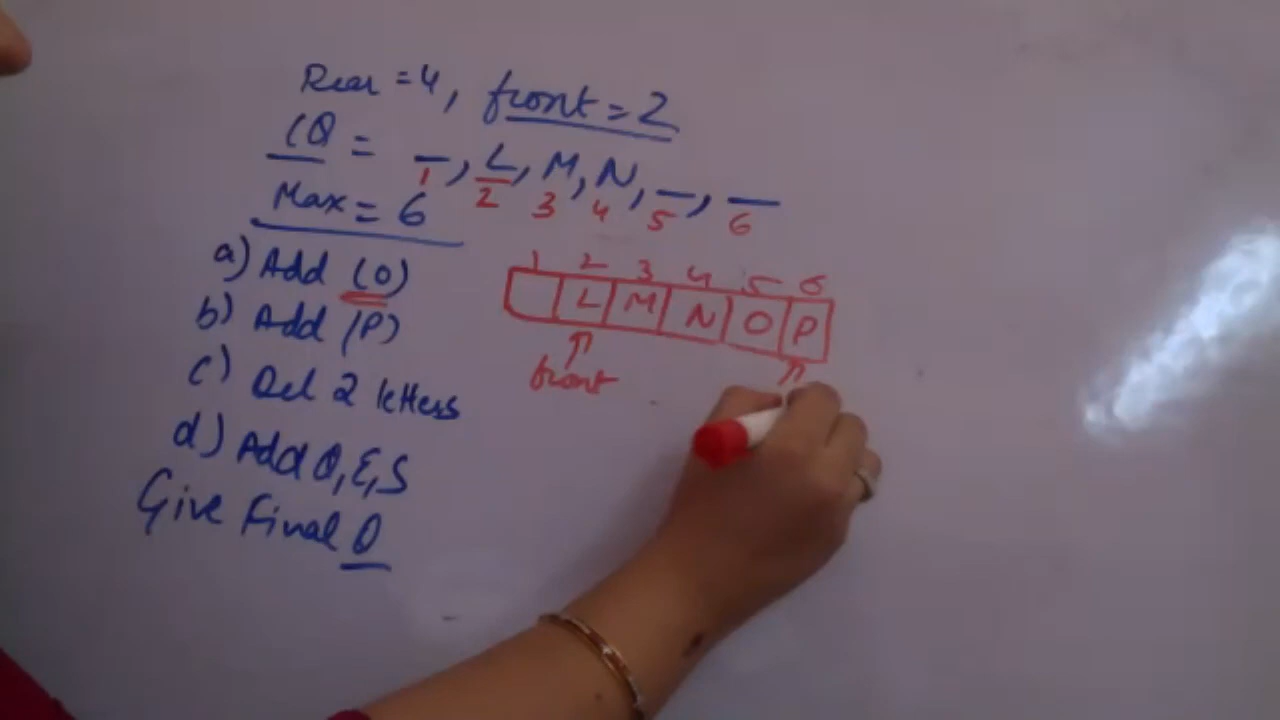 Rear = 4, front = 2
CQ = _, L, M, N, _, _
1 2 3 4 5 6
Max = 6
a) Add (O)
b) Add (P)
c) Del 2 letters
d) Add Q, E, S
Give Final Q
1 2 3 4 5 6
L M N O P
front